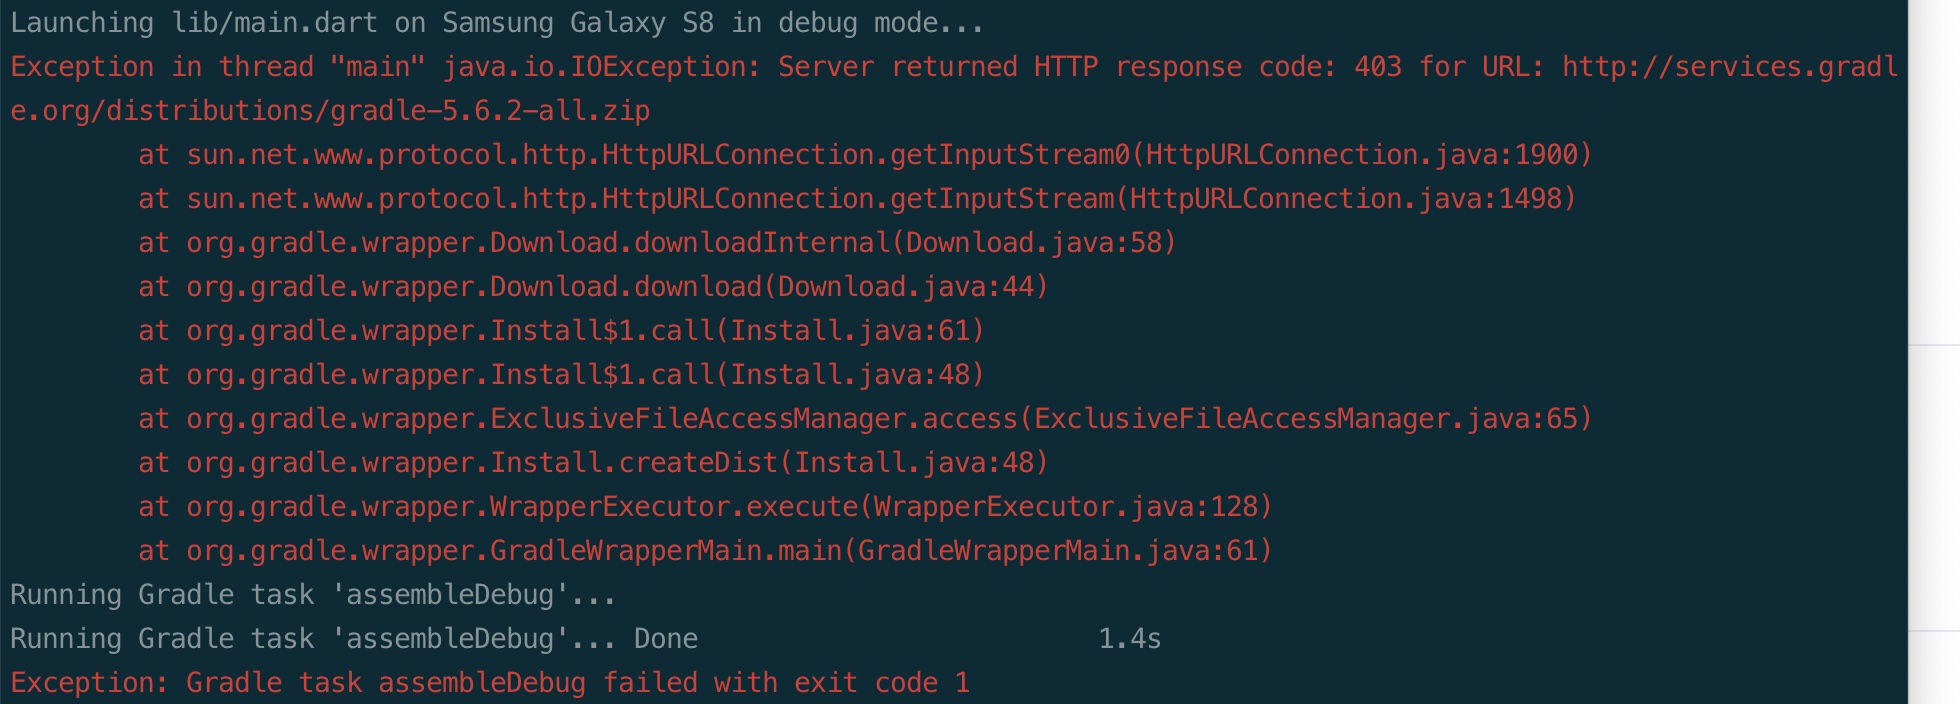 Launching lib/main.dart on Samsung Galaxy S8 in debug mode...
Exception in thread "main" java.io.IOException: Server returned HTTP response code: 403 for URL: http://services.gradl
e.org/distributions/gradle-5.6.2-all.zip
at sun.net.www.protocol.http.HttpURLConnection.getInputStream0(HttpURLConnection.java:1900)
at sun.net.www.protocol.http.HttpURLConnection.getInputStream(HttpURLConnection.java:1498)
at org.gradle.wrapper.Download.downloadInternal(Download.java:58)
at org.gradle.wrapper.Download.download(Download.java:44)
at org.gradle.wrapper.Install$1.call(Install.java:61)
at org.gradle.wrapper.Install$1.call(Install.java:48)
at org.gradle.wrapper.ExclusiveFileAccessManager.access(ExclusiveFileAccessManager.java:65)
at org.gradle.wrapper.Install.createDist(Install.java:48)
at org.gradle.wrapper.WrapperExecutor.execute(WrapperExecutor.java:128)
at org.gradle.wrapper.GradleWrapperMain.main(GradleWrapperMain.java:61)
Running Gradle task 'assembleDebug'...
Running Gradle task 'assembleDebug'... Done 1.4s
Exception: Gradle task assembleDebug failed with exit code 1